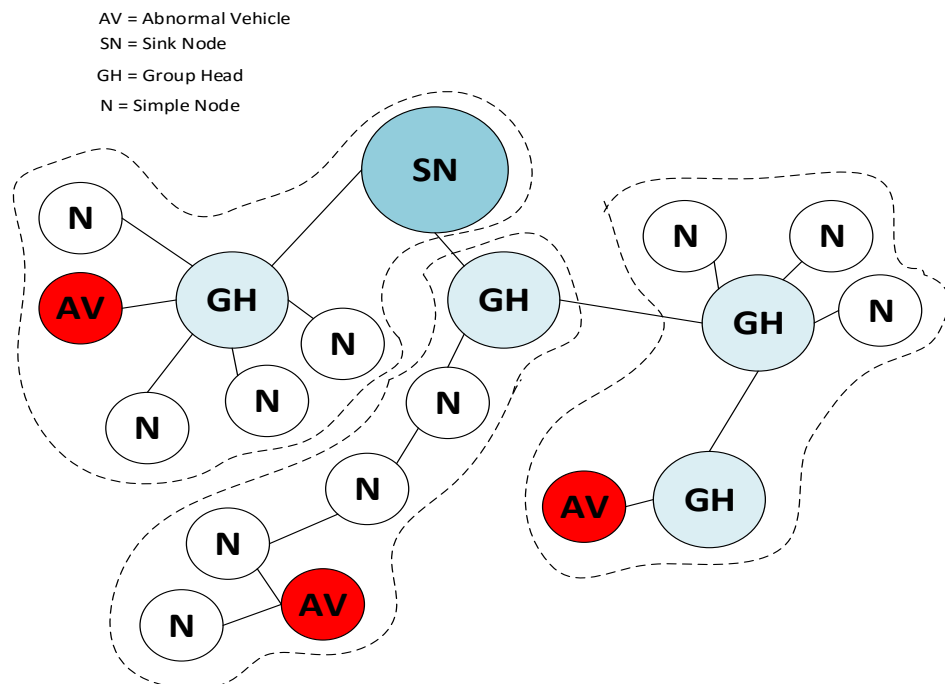 AV = Abnormal Vehicle
SN = Sink Node
GH = Group Head
N = Simple Node
SN
N
N
N
AV
GH
GH
N
GH
N
N
N
N
N
N
AV
GH
N
AV
N